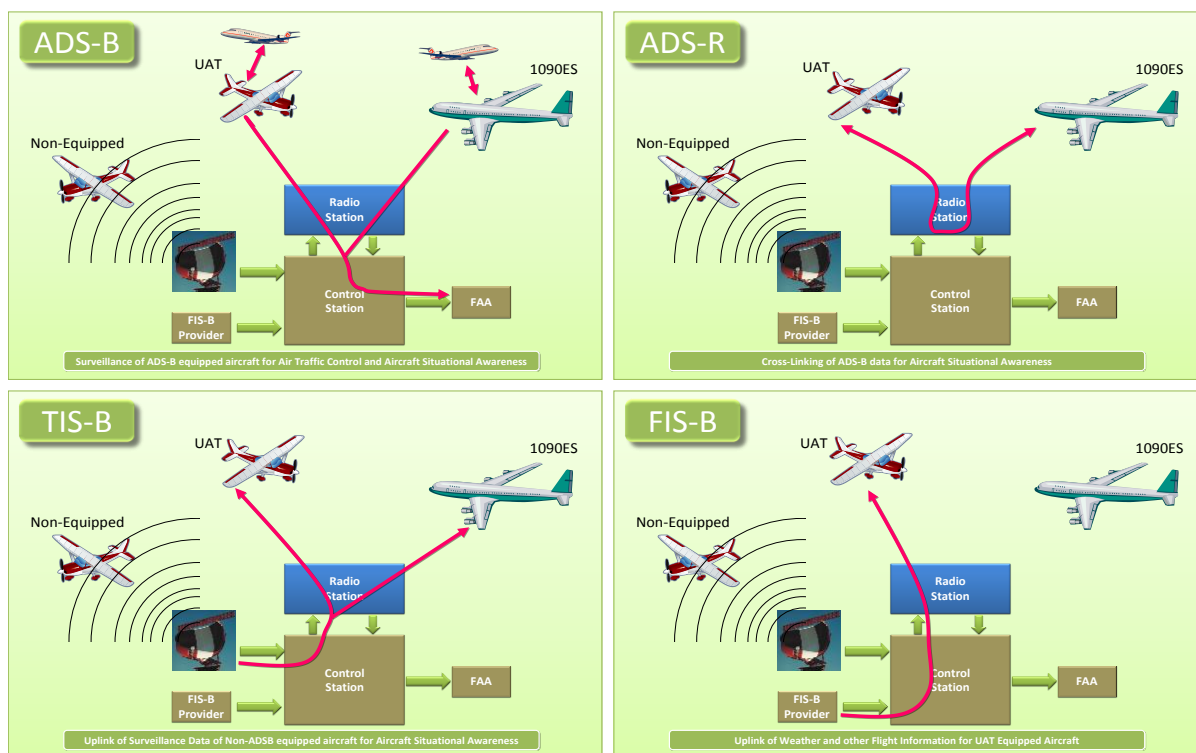 ADS-B
UAT
1090ES
Non-Equipped
Radio
Station
Control
Station
FAA
FIS-B
Provider
Surveillance of ADS-B equipped aircraft for Air Traffic Control and Aircraft Situational Awareness
ADS-R
UAT
1090ES
Non-Equipped
Radio
Station
Control
Station
FAA
FIS-B
Provider
Cross-Linking of ADS-B data for Aircraft Situational Awareness
TIS-B
UAT
1090ES
Non-Equipped
Radio
Station
Control
Station
FAA
FIS-B
Provider
Uplink of Surveillance Data of Non-ADSB equipped aircraft for Aircraft Situational Awareness
FIS-B
UAT
1090ES
Non-Equipped
Radio
Station
Control
Station
FAA
FIS-B
Provider
Uplink of Weather and other Flight Information for UAT Equipped Aircraft